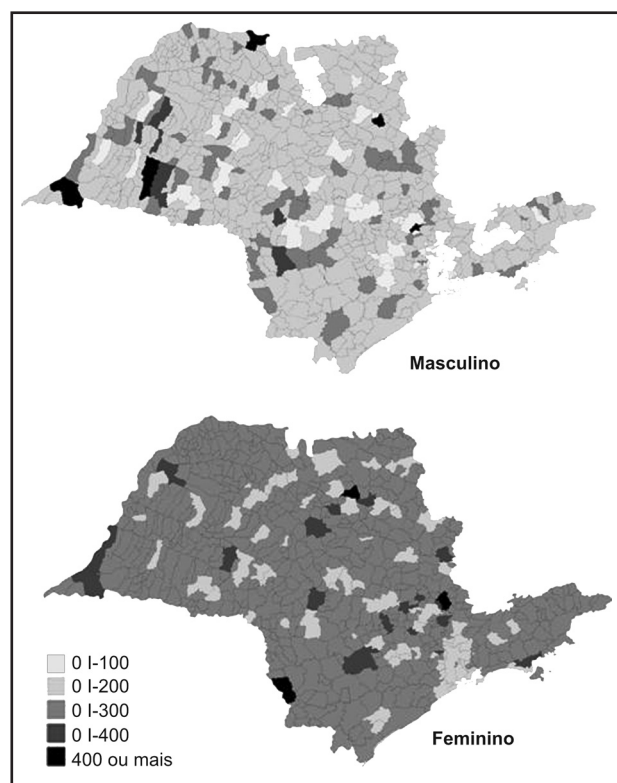 Masculino
0 I-100
0 I-200
0 I-300
0 I-400
400 ou mais
Feminino